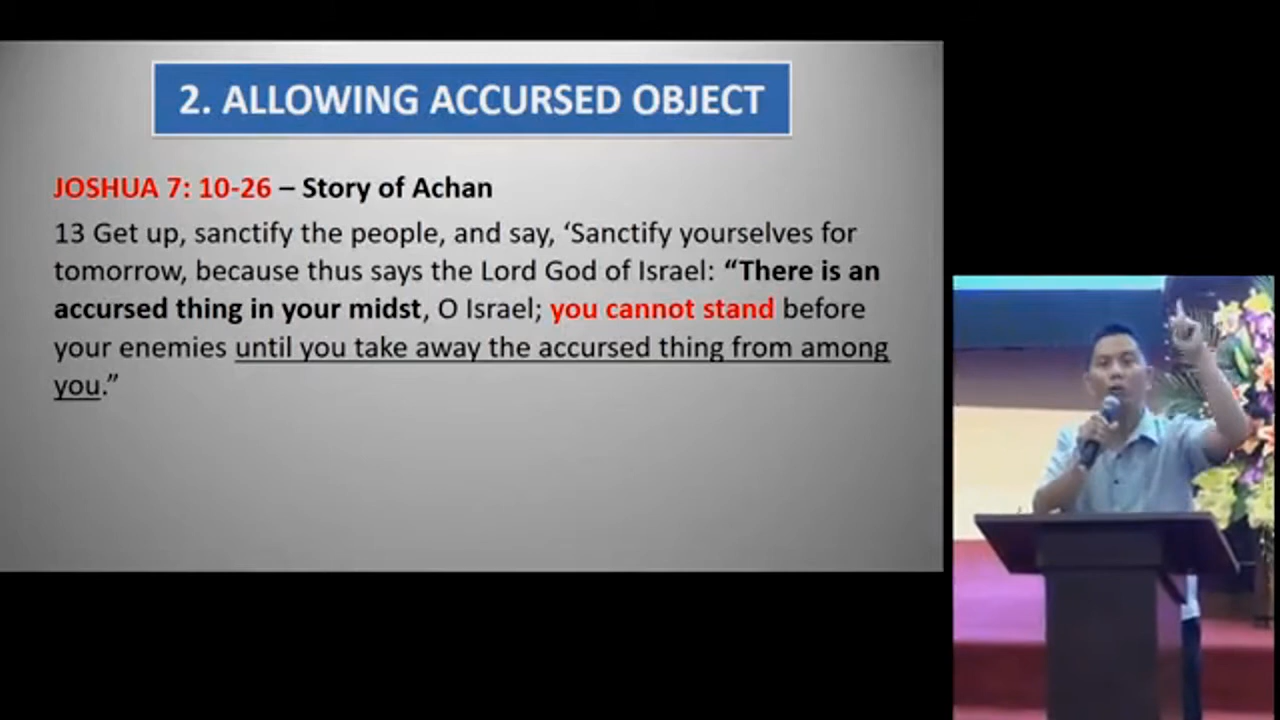 2. ALLOWING ACCURSED OBJECT
JOSHUA 7: 10-26 – Story of Achan
13 Get up, sanctify the people, and say, ‘Sanctify yourselves for
tomorrow, because thus says the Lord God of Israel: “There is an
accursed thing in your midst, O Israel; you cannot stand before
your enemies until you take away the accursed thing from among
you.”